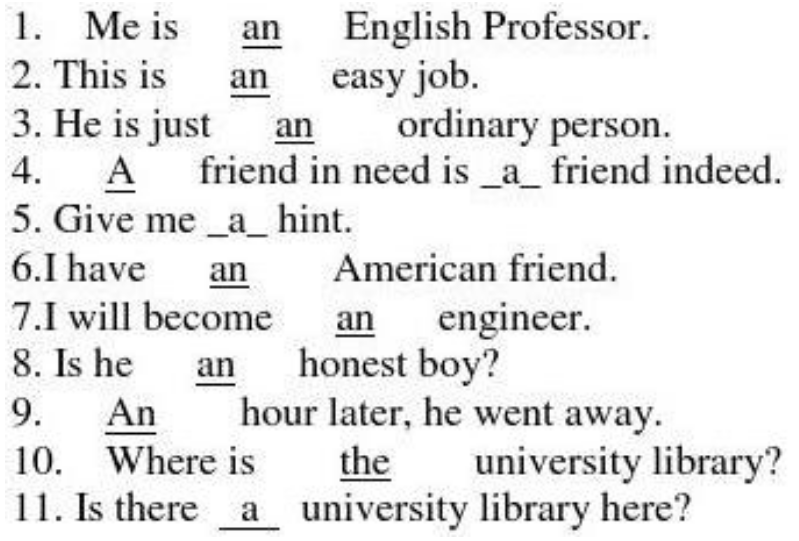 1. Me is an English Professor.
2. This is an easy job.
3. He is just an ordinary person.
4. A friend in need is _a_ friend indeed.
5. Give me _a_ hint.
6.I have an American friend.
7.I will become an engineer.
8. Is he an honest boy?
9. An hour later, he went away.
10. Where is the university library?
11. Is there a university library here?